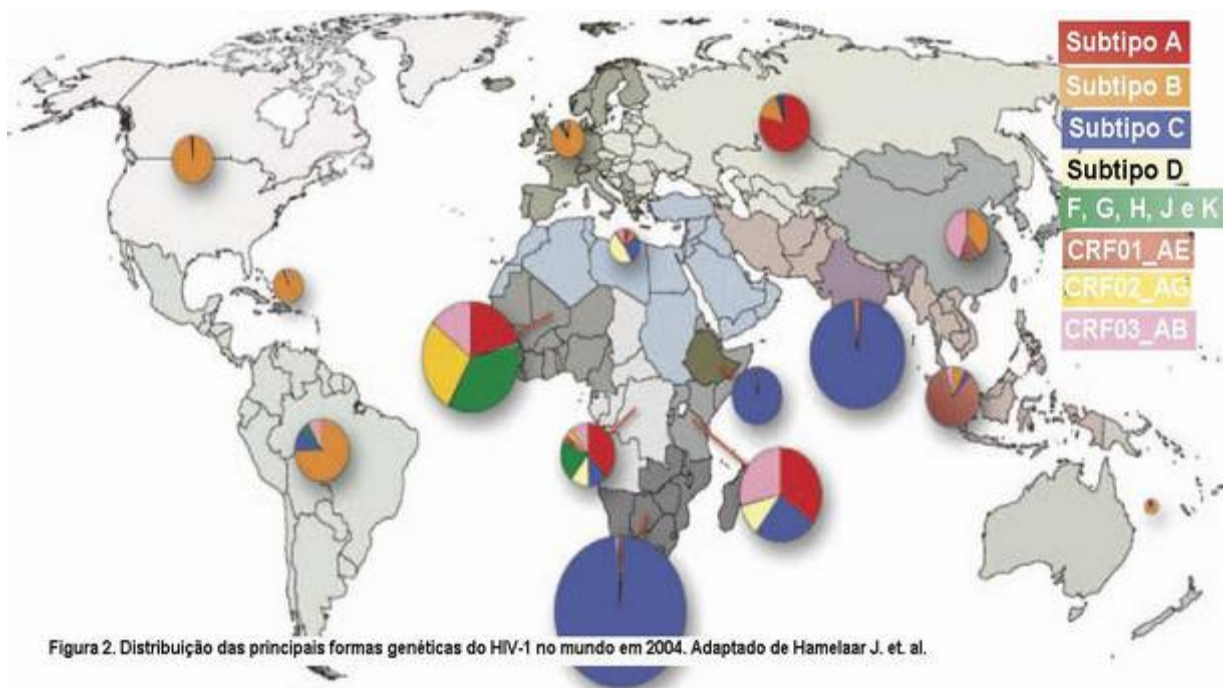 Subtipo A
Subtipo B
Subtipo C
Subtipo D
F, G, H, J e K
CRF01_AE
CRF02_AG
CRF03_AB
Figura 2. Distribuição das principais formas genéticas do HIV-1 no mundo em 2004. Adaptado de Hamelaar J. et. al.